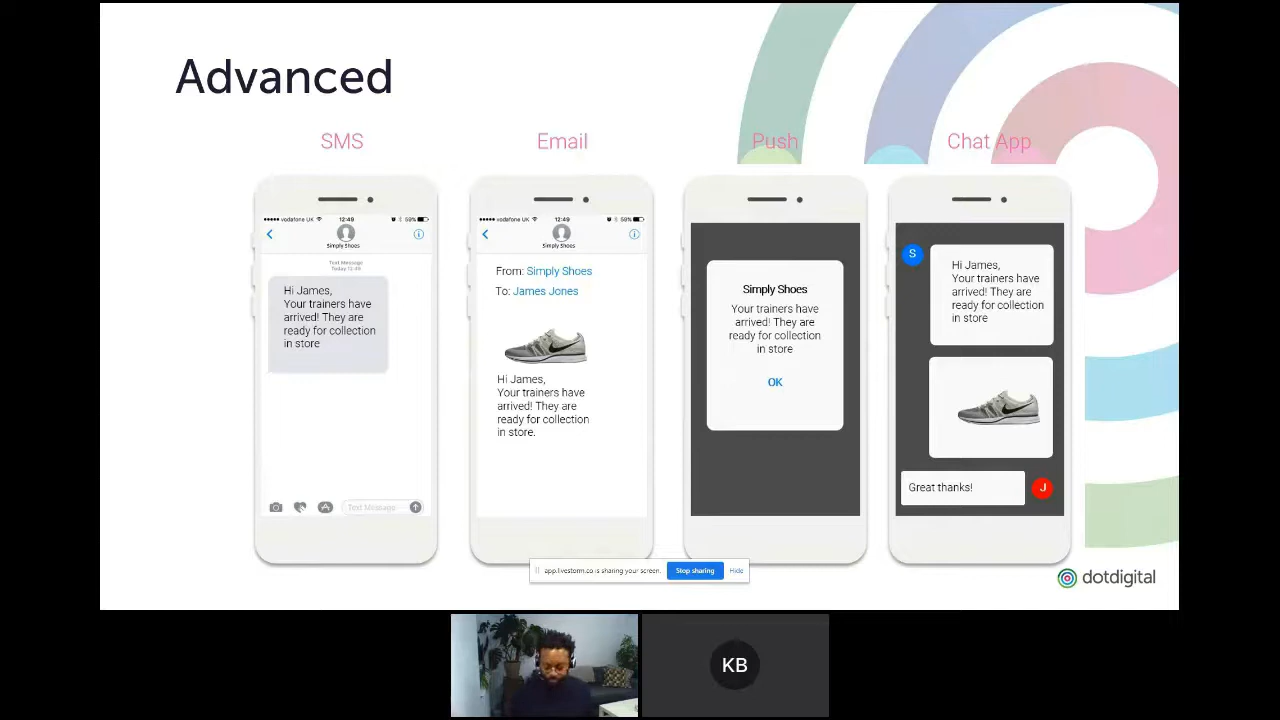 Advanced
SMS
Email
Push
Chat App
vodafone UK
12:49
59%
Simply Shoes
Text Message
Today 12:49
Hi James,
Your trainers have
arrived! They are
ready for collection
in store
Text Message
vodafone UK
12:49
58%
Simply Shoes
From: Simply Shoes
To: James Jones
Hi James,
Your trainers have
arrived! They are
ready for collection
in store.
Simply Shoes
Your trainers have
arrived! They are
ready for collection
in store
OK
S
Hi James,
Your trainers have
arrived! They are
ready for collection
in store
Great thanks!
J
app.livestorm.co is sharing your screen.
Stop sharing
Hide
dotdigital
KB